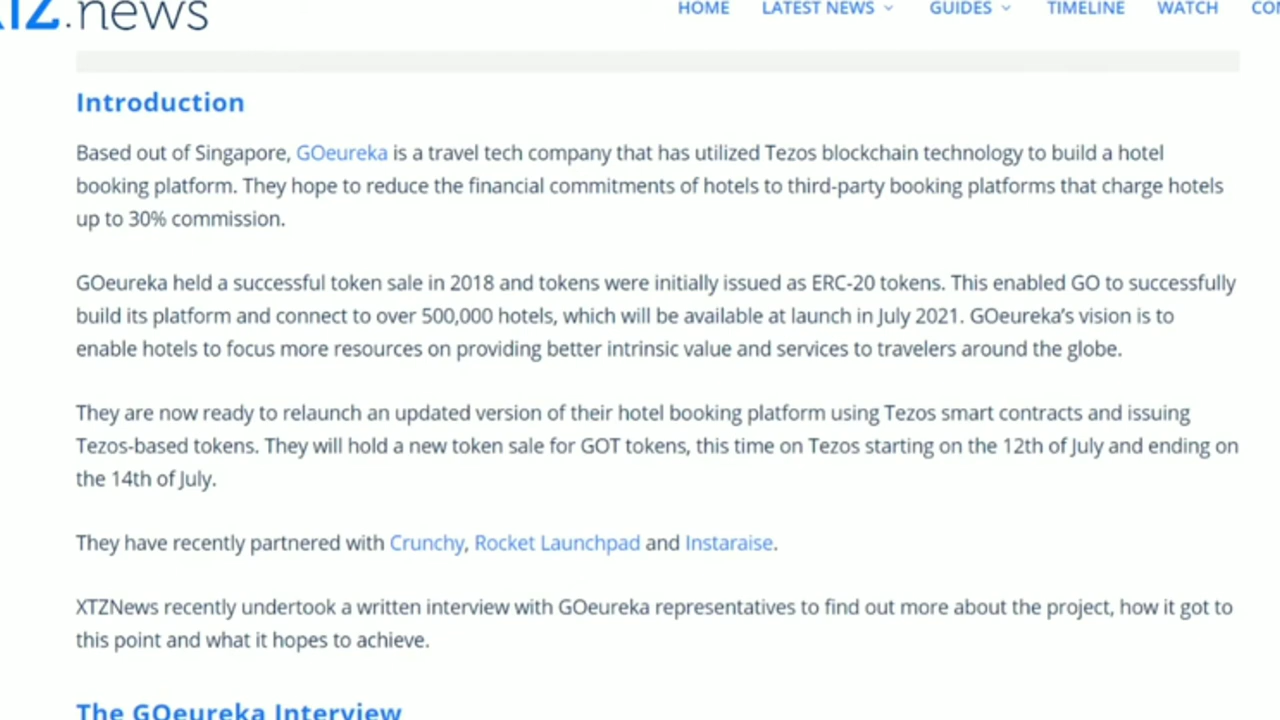 XTZ.news
HOME LATEST NEWS GUIDES TIMELINE WATCH
Introduction
Based out of Singapore, GOeureka is a travel tech company that has utilized Tezos blockchain technology to build a hotel
booking platform. They hope to reduce the financial commitments of hotels to third-party booking platforms that charge hotels
up to 30% commission.
GOeureka held a successful token sale in 2018 and tokens were initially issued as ERC-20 tokens. This enabled GO to successfully
build its platform and connect to over 500,000 hotels, which will be available at launch in July 2021. GOeureka’s vision is to
enable hotels to focus more resources on providing better intrinsic value and services to travelers around the globe.
They are now ready to relaunch an updated version of their hotel booking platform using Tezos smart contracts and issuing
Tezos-based tokens. They will hold a new token sale for GOT tokens, this time on Tezos starting on the 12th of July and ending on
the 14th of July.
They have recently partnered with Crunchy, Rocket Launchpad and Instaraise.
XTZNews recently undertook a written interview with GOeureka representatives to find out more about the project, how it got to
this point and what it hopes to achieve.
The GOeureka Interview